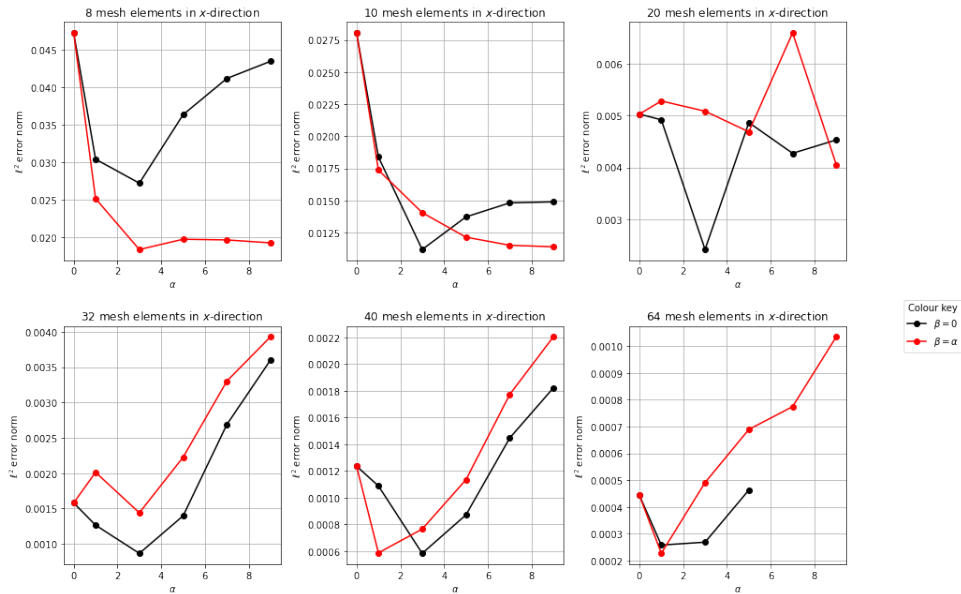 8 mesh elements in x-direction
0.045
0.040
0.035
0.030
0.025
0.020
ℓ² error norm
0 2 4 6 8
α
10 mesh elements in x-direction
0.0275
0.0250
0.0225
0.0200
0.0175
0.0150
0.0125
ℓ² error norm
0 2 4 6 8
α
20 mesh elements in x-direction
0.006
0.005
0.004
0.003
ℓ² error norm
0 2 4 6 8
α
Colour key
β = 0
β = α
32 mesh elements in x-direction
0.0040
0.0035
0.0030
0.0025
0.0020
0.0015
0.0010
ℓ² error norm
0 2 4 6 8
α
40 mesh elements in x-direction
0.0022
0.0020
0.0018
0.0016
0.0014
0.0012
0.0010
0.0008
0.0006
ℓ² error norm
0 2 4 6 8
α
64 mesh elements in x-direction
0.0010
0.0009
0.0008
0.0007
0.0006
0.0005
0.0004
0.0003
0.0002
ℓ² error norm
0 2 4 6 8
α